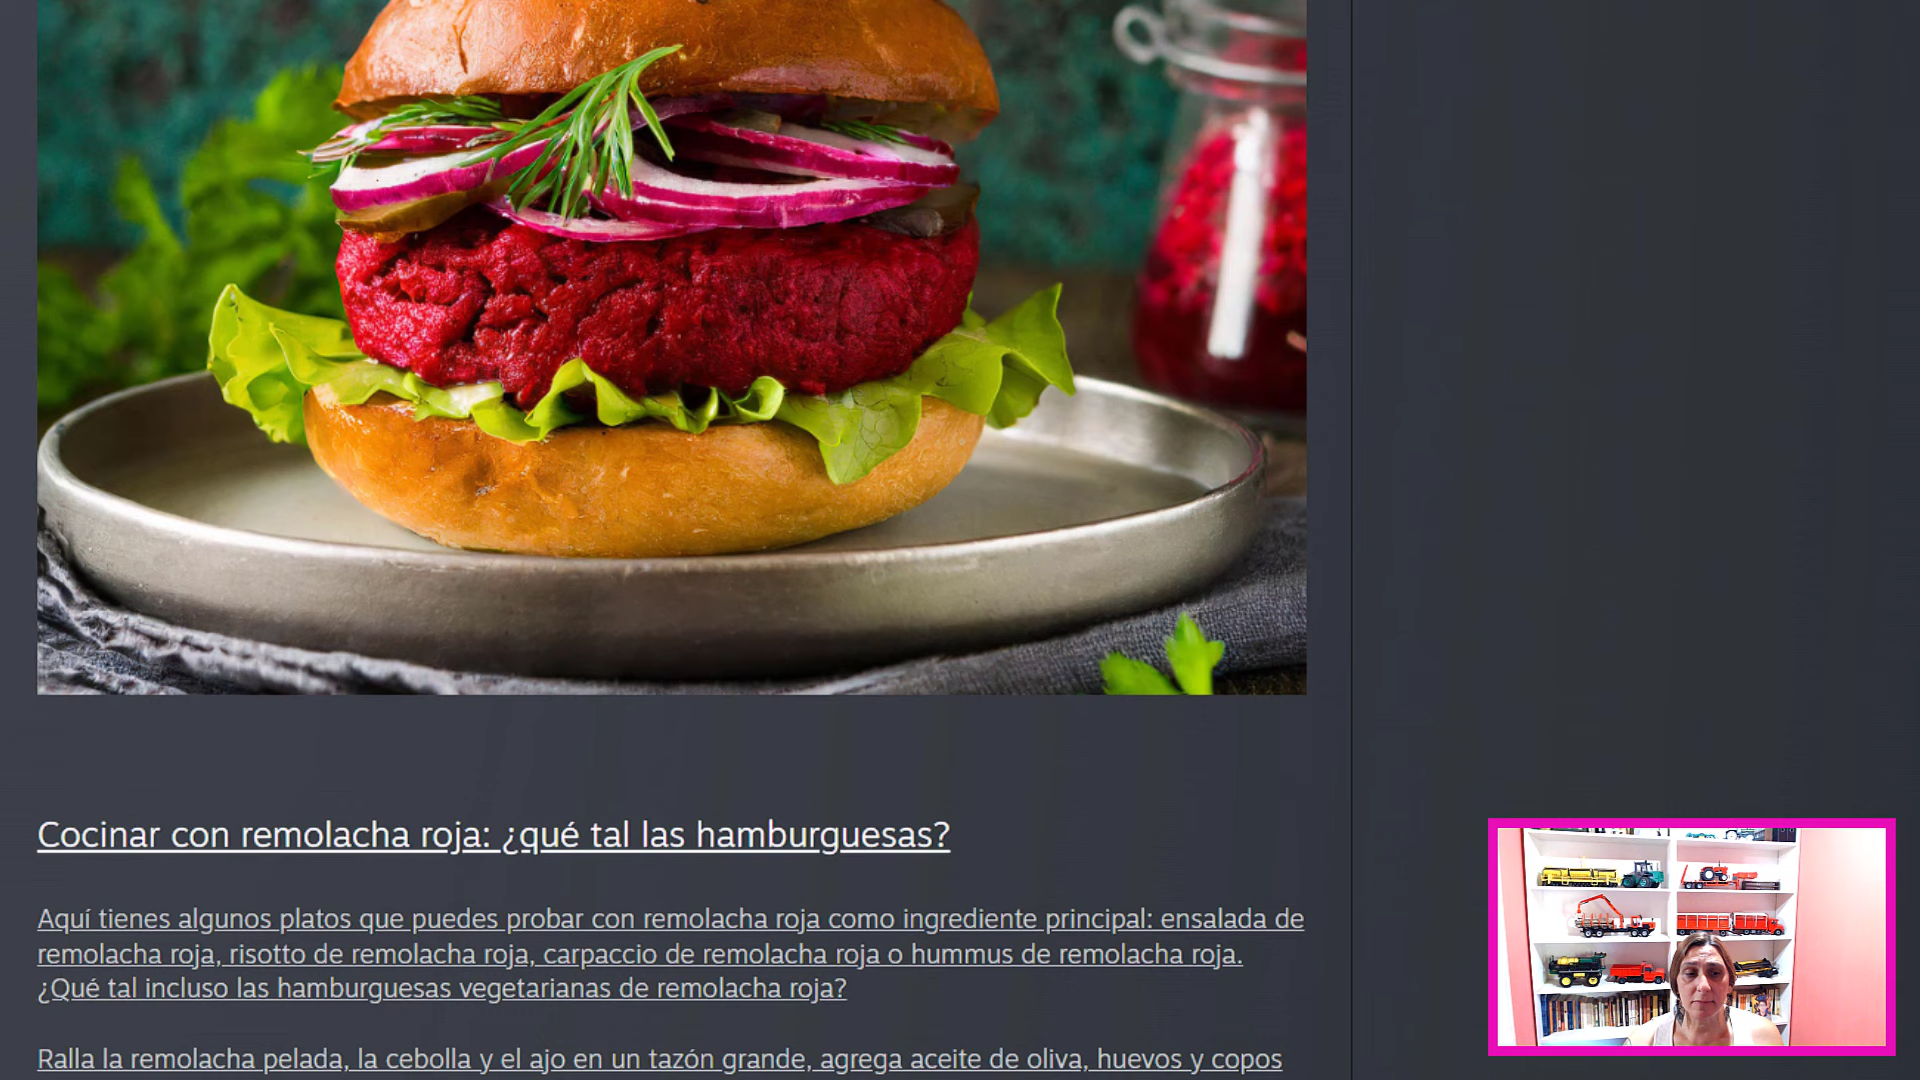 Cocinar con remolacha roja: ¿qué tal las hamburguesas?
Aquí tienes algunos platos que puedes probar con remolacha roja como ingrediente principal: ensalada de
remolacha roja, risotto de remolacha roja, carpaccio de remolacha roja o hummus de remolacha roja.
¿Qué tal incluso las hamburguesas vegetarianas de remolacha roja?
Ralla la remolacha pelada, la cebolla y el ajo en un tazón grande, agrega aceite de oliva, huevos y copos